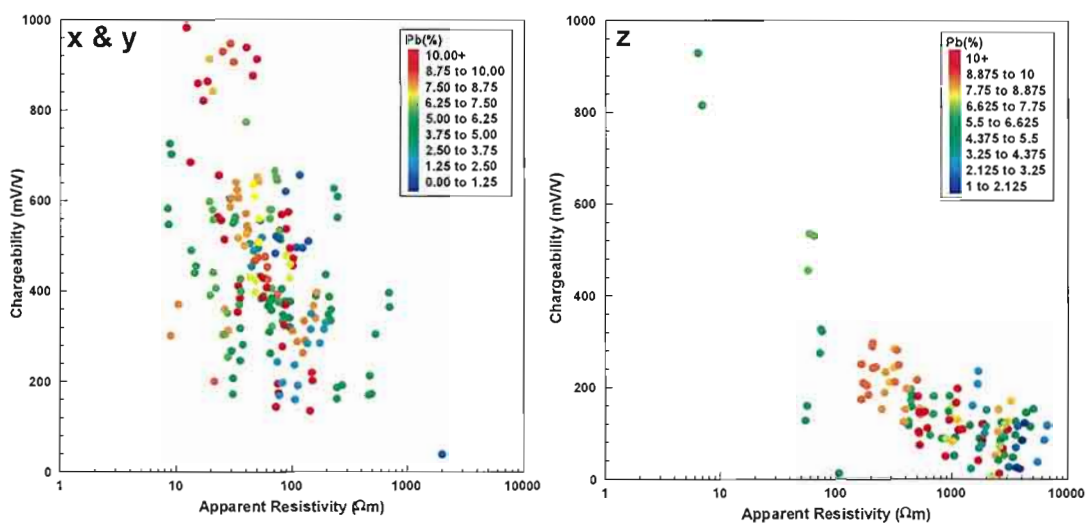 x & y
Pb(%)
10.00+
8.75 to 10.00
7.50 to 8.75
6.25 to 7.50
5.00 to 6.25
3.75 to 5.00
2.50 to 3.75
1.25 to 2.50
0.00 to 1.25
Chargeability (mV/V)
1000
800
600
400
200
0
1
10
100
1000
10000
Apparent Resistivity (Ωm)
z
Pb(%)
10+
8.875 to 10
7.75 to 8.875
6.625 to 7.75
5.5 to 6.625
4.375 to 5.5
3.25 to 4.375
2.125 to 3.25
1 to 2.125
Chargeability (mV/V)
1000
800
600
400
200
0
1
10
100
1000
10000
Apparent Resistivity (Ωm)